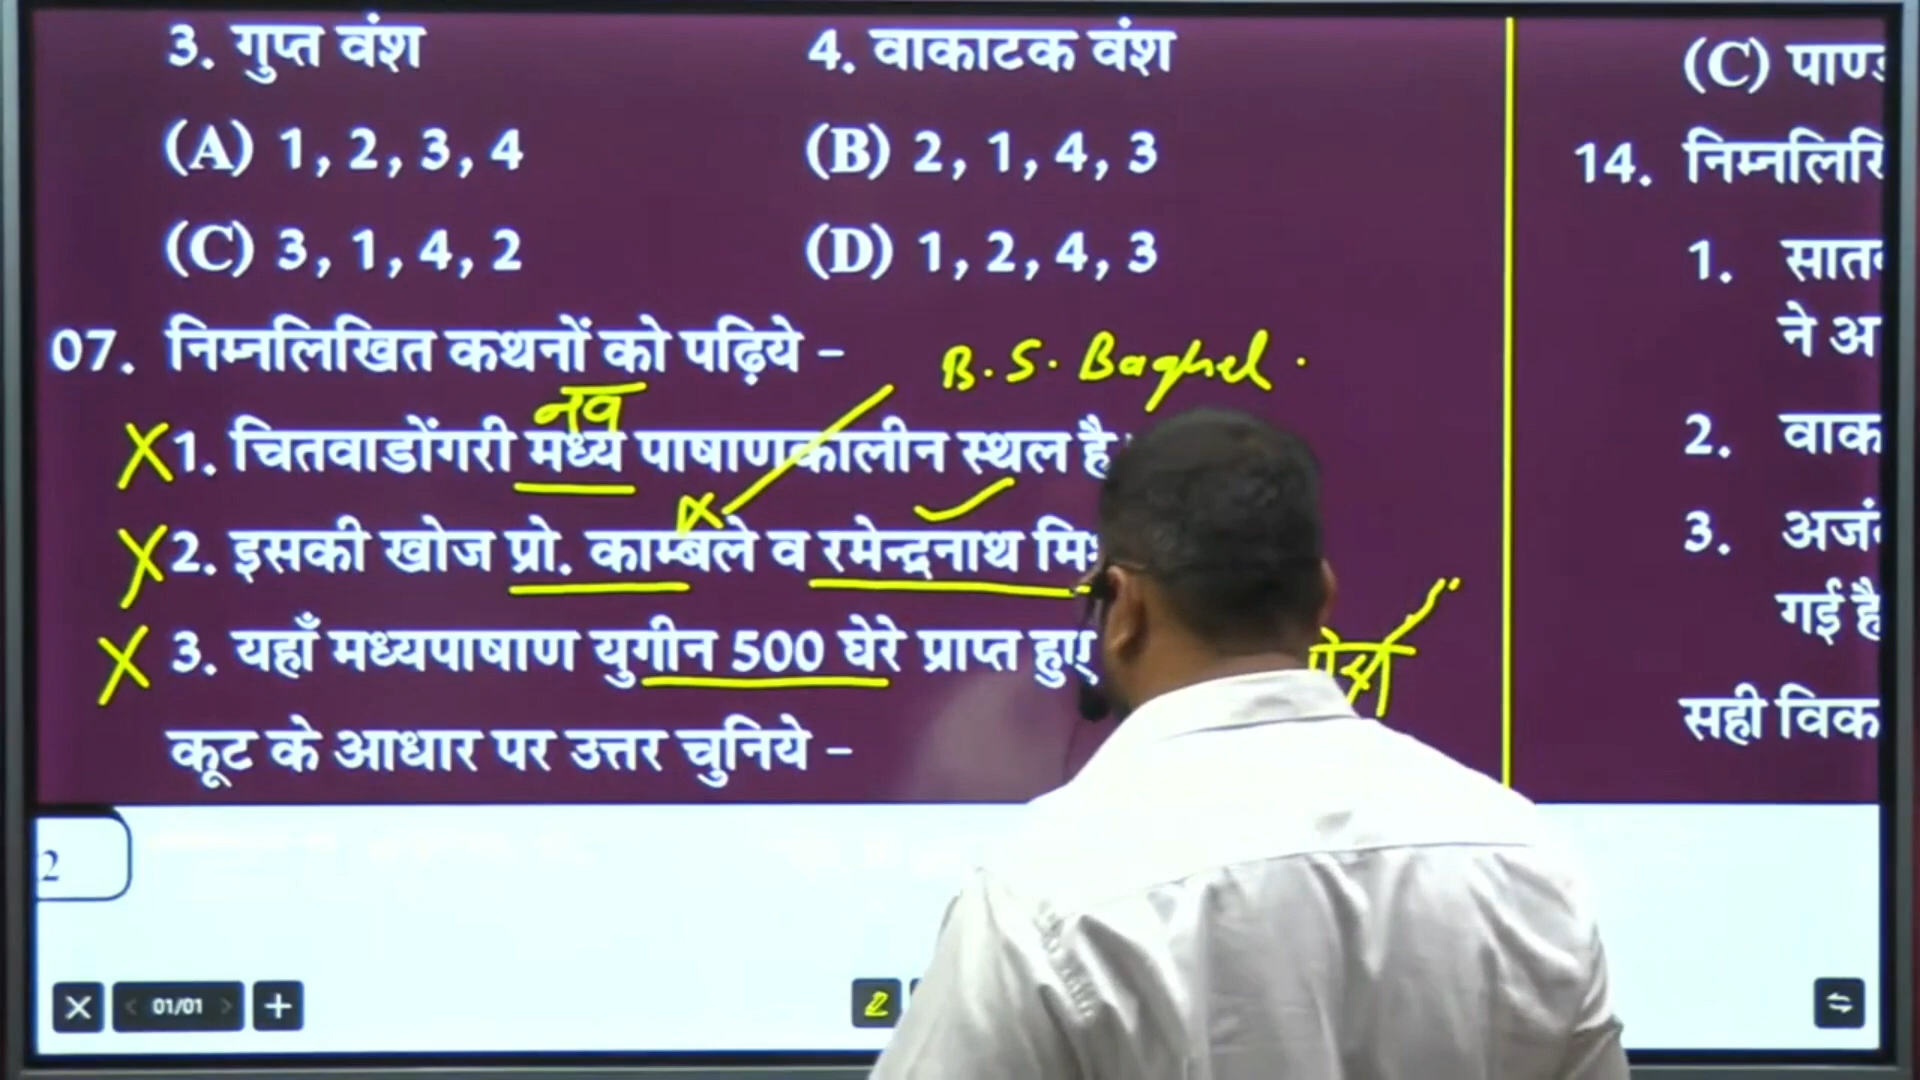 3. गुप्त वंश 4. वाकाटक वंश
(A) 1, 2, 3, 4 (B) 2, 1, 4, 3
(C) 3, 1, 4, 2 (D) 1, 2, 4, 3
07. निम्नलिखित कथनों को पढ़िये –
B. S. Baghel.
नव
X 1. चितवाडोंगरी मध्य पाषाणकालीन स्थल है
X 2. इसकी खोज प्रो. काम्बले व रमेन्द्रनाथ
X 3. यहाँ मध्यपाषाण युगीन 500 घेरे प्राप्त हुए
कूट के आधार पर उत्तर चुनिये –
2
01/01
(C)
14.
1.
ने
2.
3.
गई
सही